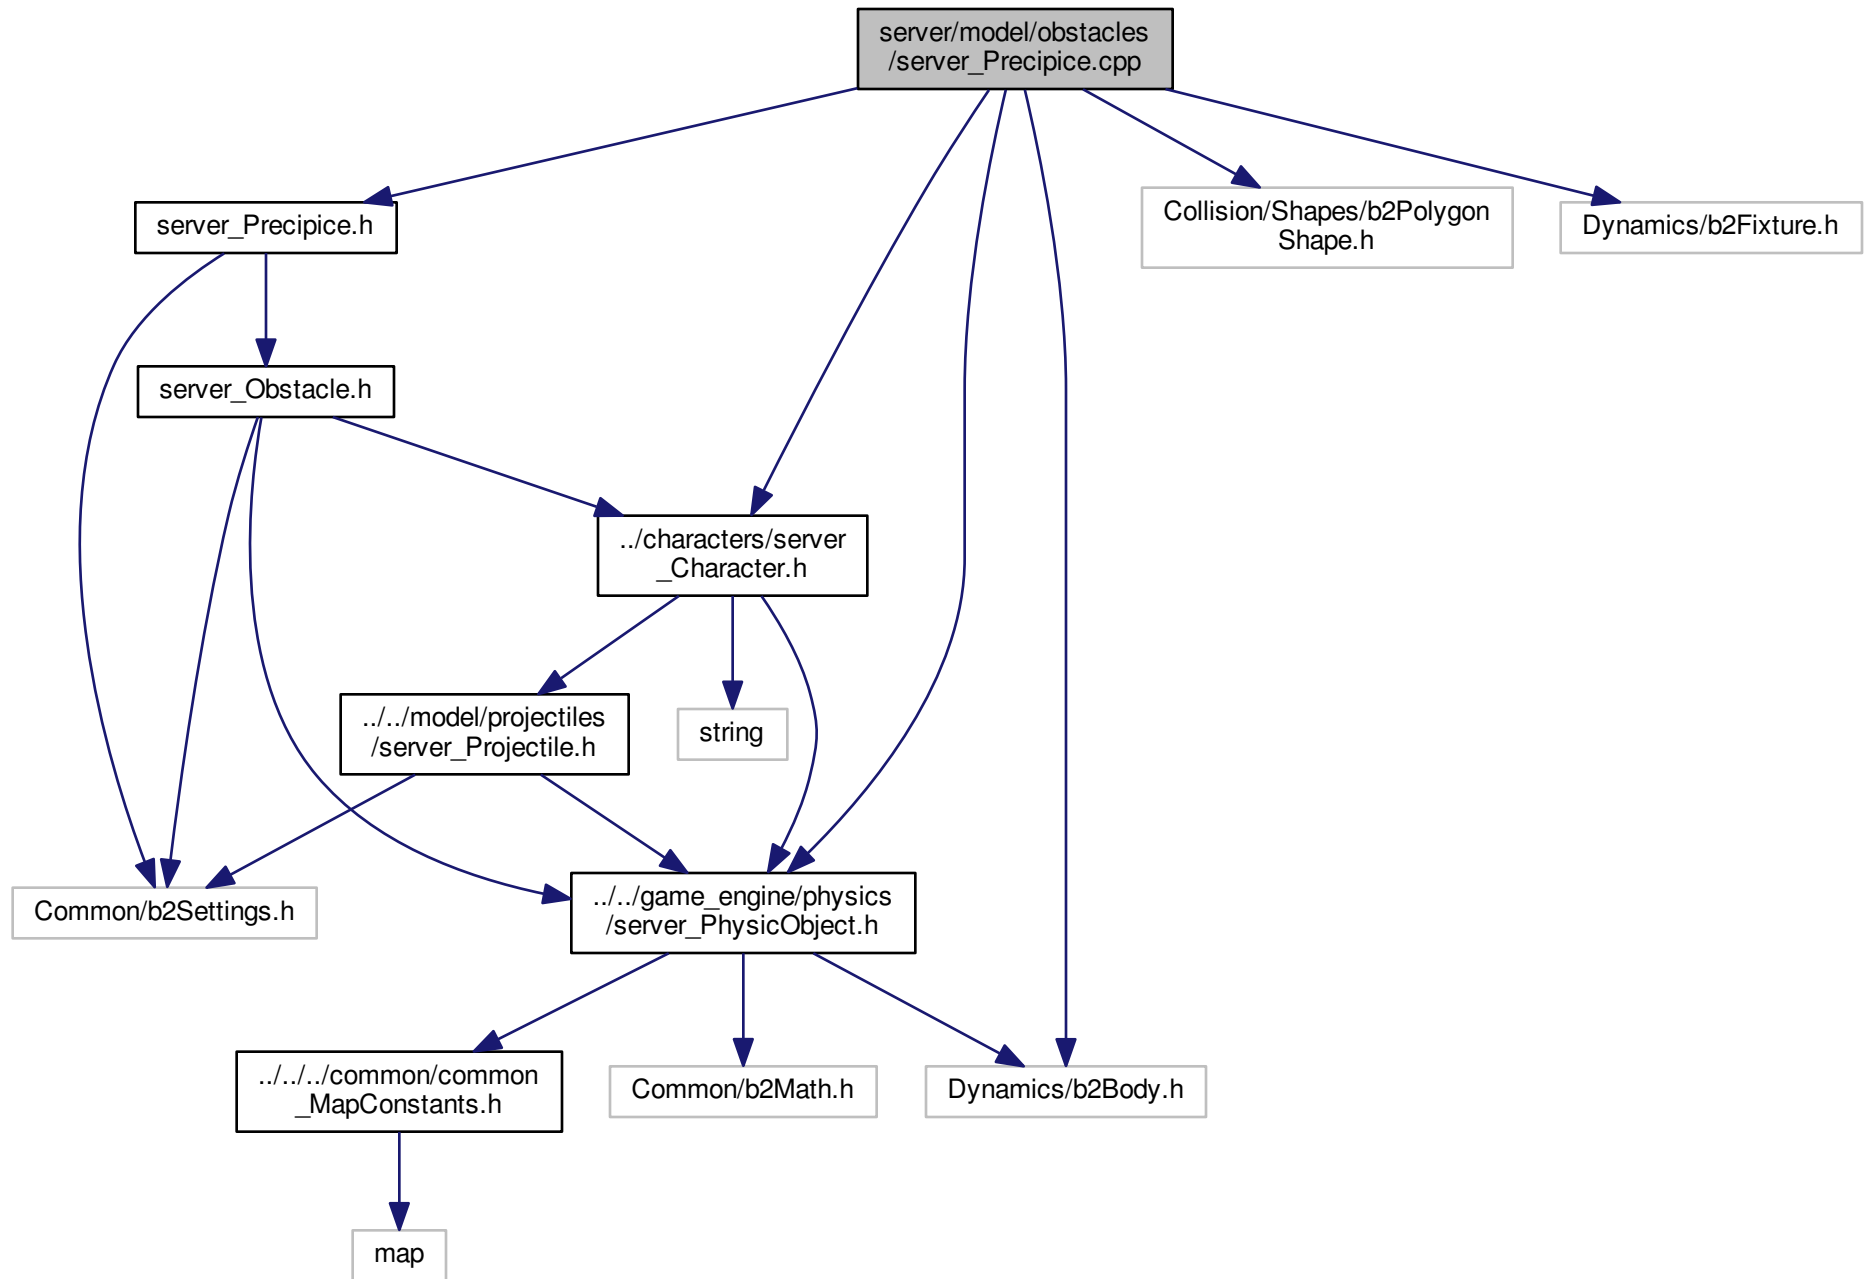 server/model/obstacles
/server_Precipice.cpp
server_Precipice.h
Collision/Shapes/b2Polygon
Shape.h
Dynamics/b2Fixture.h
server_Obstacle.h
../characters/server
_Character.h
../../model/projectiles
/server_Projectile.h
string
Common/b2Settings.h
../../game_engine/physics
/server_PhysicObject.h
../../../common/common
_MapConstants.h
Common/b2Math.h
Dynamics/b2Body.h
map